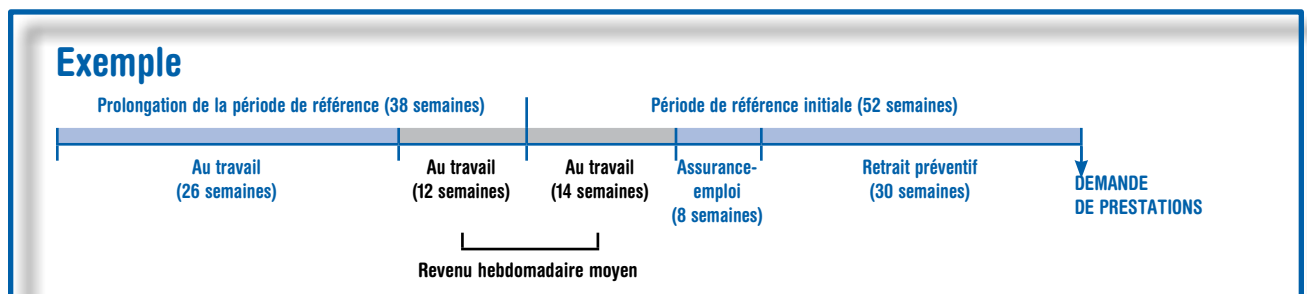 Exemple
Prolongation de la période de référence (38 semaines)
Période de référence initiale (52 semaines)
Au travail
(26 semaines)
Au travail
(12 semaines)
Au travail
(14 semaines)
Assurance-
emploi
(8 semaines)
Retrait préventif
(30 semaines)
DEMANDE
DE PRESTATIONS
Revenu hebdomadaire moyen